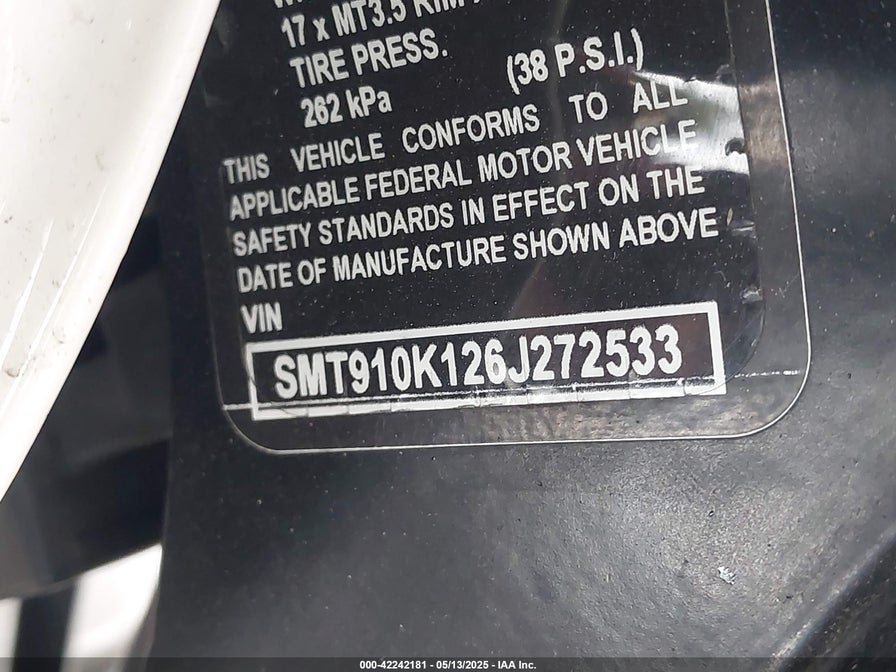 17 x MT3.5 RIM
TIRE PRESS.
262 kPa (38 P.S.I.)
THIS VEHICLE CONFORMS TO ALL
APPLICABLE FEDERAL MOTOR VEHICLE
SAFETY STANDARDS IN EFFECT ON THE
DATE OF MANUFACTURE SHOWN ABOVE
VIN
SMT910K126J272533
000-42242181 - 05/13/2025 - IAA Inc.